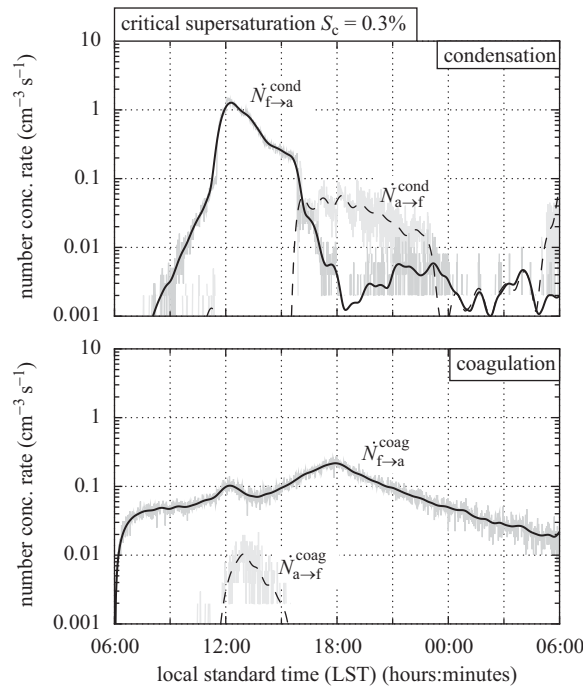 critical supersaturation S_c = 0.3%
condensation
number conc. rate (cm⁻³ s⁻¹)
10
1
0.1
0.01
0.001
Ṅ_f→a^cond
Ṅ_a→f^cond
coagulation
number conc. rate (cm⁻³ s⁻¹)
10
1
0.1
0.01
0.001
Ṅ_f→a^coag
Ṅ_a→f^coag
06:00 12:00 18:00 00:00 06:00
local standard time (LST) (hours:minutes)